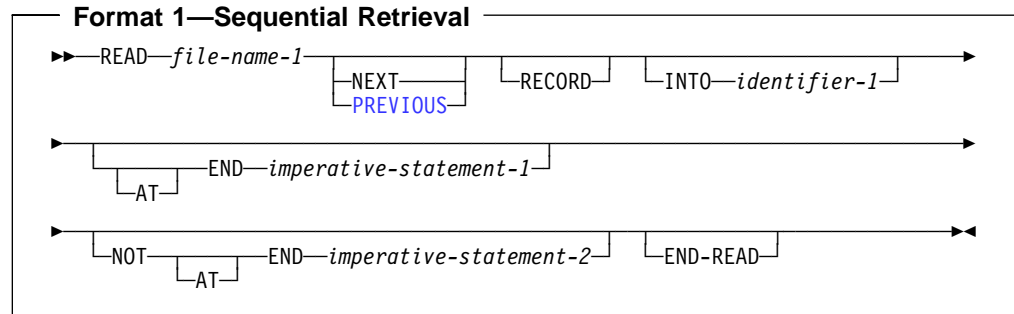 Format 1—Sequential Retrieval
READ file-name-1 NEXT RECORD INTO identifier-1
PREVIOUS
END imperative-statement-1
AT
NOT END imperative-statement-2 END-READ
AT